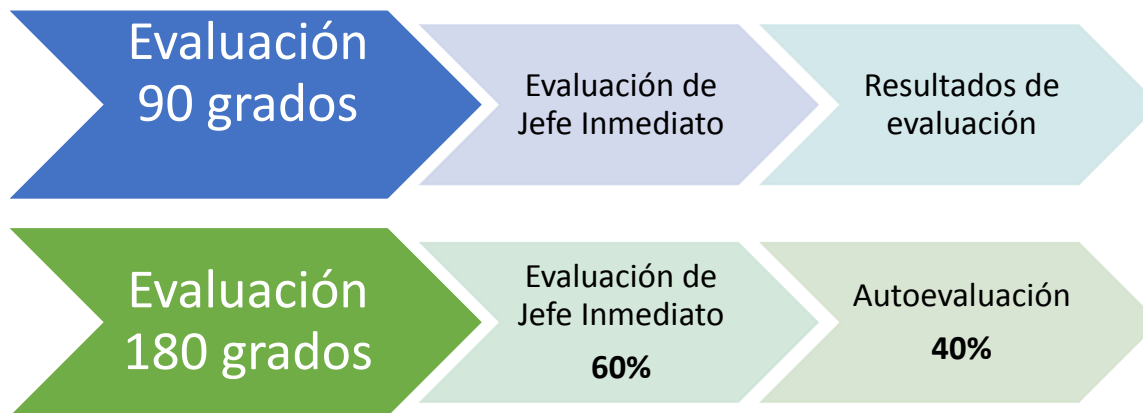 Evaluación
90 grados
Evaluación de
Jefe Inmediato
Resultados de
evaluación
Evaluación
180 grados
Evaluación de
Jefe Inmediato
60%
Autoevaluación
40%